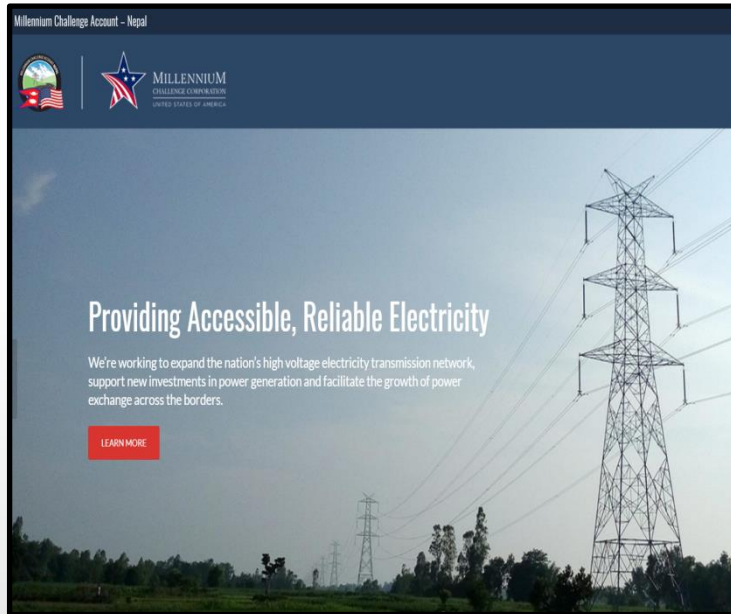 Millennium Challenge Account – Nepal
MILLENNIUM
CHALLENGE CORPORATION
UNITED STATES OF AMERICA
Providing Accessible, Reliable Electricity
We're working to expand the nation's high voltage electricity transmission network,
support new investments in power generation and facilitate the growth of power
exchange across the borders.
LEARN MORE